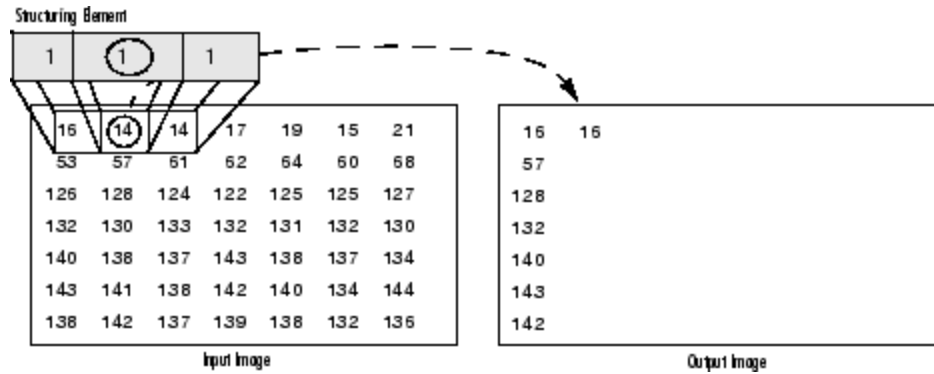 Structuring Element
1 1 1
16 14 14 17 19 15 21
53 57 61 62 64 60 68
126 128 124 122 125 125 127
132 130 133 132 131 132 130
140 138 137 143 138 137 134
143 141 138 142 140 134 144
138 142 137 139 138 132 136
Input Image
16 16
57
128
132
140
143
142
Output Image